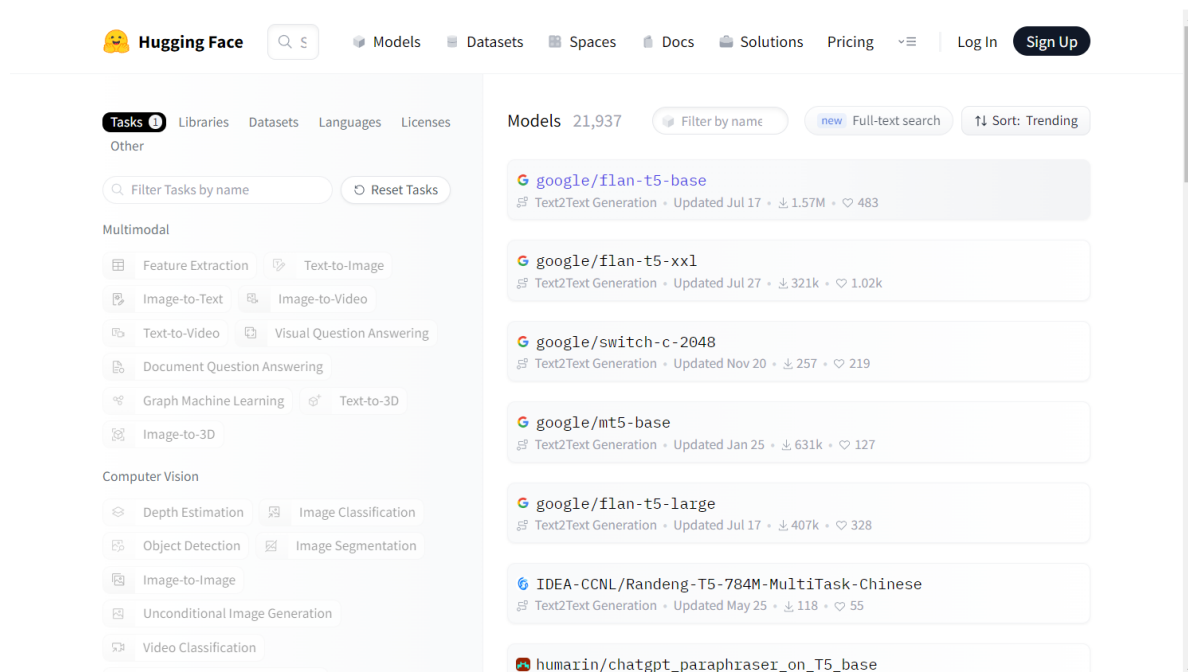 Hugging Face S Models Datasets Spaces Docs Solutions Pricing Log In Sign Up
Tasks 1 Libraries Datasets Languages Licenses
Other
Filter Tasks by name Reset Tasks
Multimodal
Feature Extraction Text-to-Image
Image-to-Text Image-to-Video
Text-to-Video Visual Question Answering
Document Question Answering
Graph Machine Learning Text-to-3D
Image-to-3D
Computer Vision
Depth Estimation Image Classification
Object Detection Image Segmentation
Image-to-Image
Unconditional Image Generation
Video Classification
Models 21,937 Filter by name new Full-text search Sort: Trending
google/flan-t5-base
Text2Text Generation • Updated Jul 17 • 1.57M • 483
google/flan-t5-xxl
Text2Text Generation • Updated Jul 27 • 321k • 1.02k
google/switch-c-2048
Text2Text Generation • Updated Nov 20 • 257 • 219
google/mt5-base
Text2Text Generation • Updated Jan 25 • 631k • 127
google/flan-t5-large
Text2Text Generation • Updated Jul 17 • 407k • 328
IDEA-CCNL/Randeng-T5-784M-MultiTask-Chinese
Text2Text Generation • Updated May 25 • 118 • 55
humarin/chatgpt_paraphraser_on_T5_base